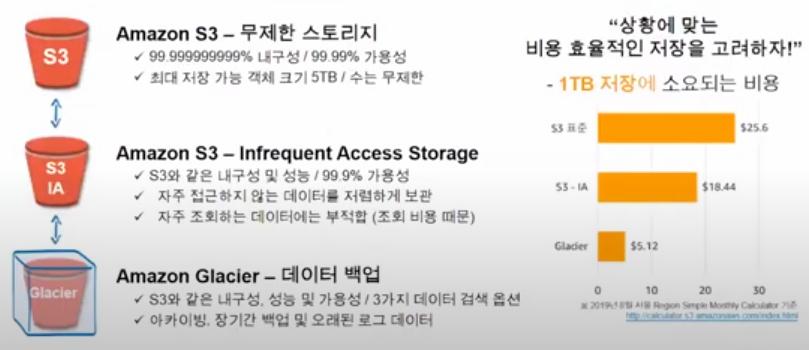 S3
Amazon S3 – 무제한 스토리지
✓ 99.999999999% 내구성 / 99.99% 가용성
✓ 최대 저장 가능 객체 크기 5TB / 수는 무제한
S3
IA
Amazon S3 – Infrequent Access Storage
✓ S3와 같은 내구성 및 성능 / 99.9% 가용성
✓ 자주 접근하지 않는 데이터를 저렴하게 보관
✓ 자주 조회하는 데이터에는 부적합 (조회 비용 때문)
Glacier
Amazon Glacier – 데이터 백업
✓ S3와 같은 내구성, 성능 및 가용성 / 3가지 데이터 검색 옵션
✓ 아카이빙, 장기간 백업 및 오래된 로그 데이터
“상황에 맞는
비용 효율적인 저장을 고려하자!”
- 1TB 저장에 소요되는 비용
S3 표준
$25.6
S3 - IA
$18.44
Glacier
$5.12
0 10 20 30
※ 2019년 8월 서울 Region Simple Monthly Calculator 기준
http://calculator.s3.amazonaws.com/index.html